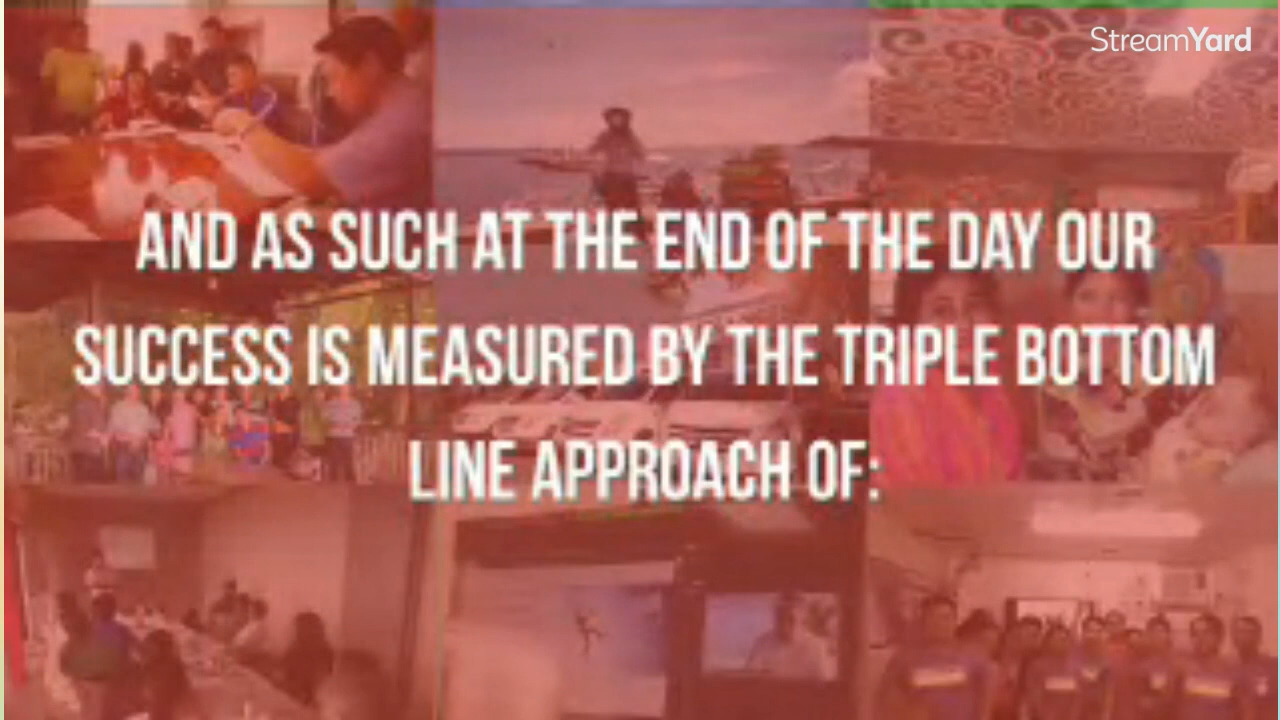 StreamYard
AND AS SUCH AT THE END OF THE DAY OUR
SUCCESS IS MEASURED BY THE TRIPLE BOTTOM
LINE APPROACH OF: